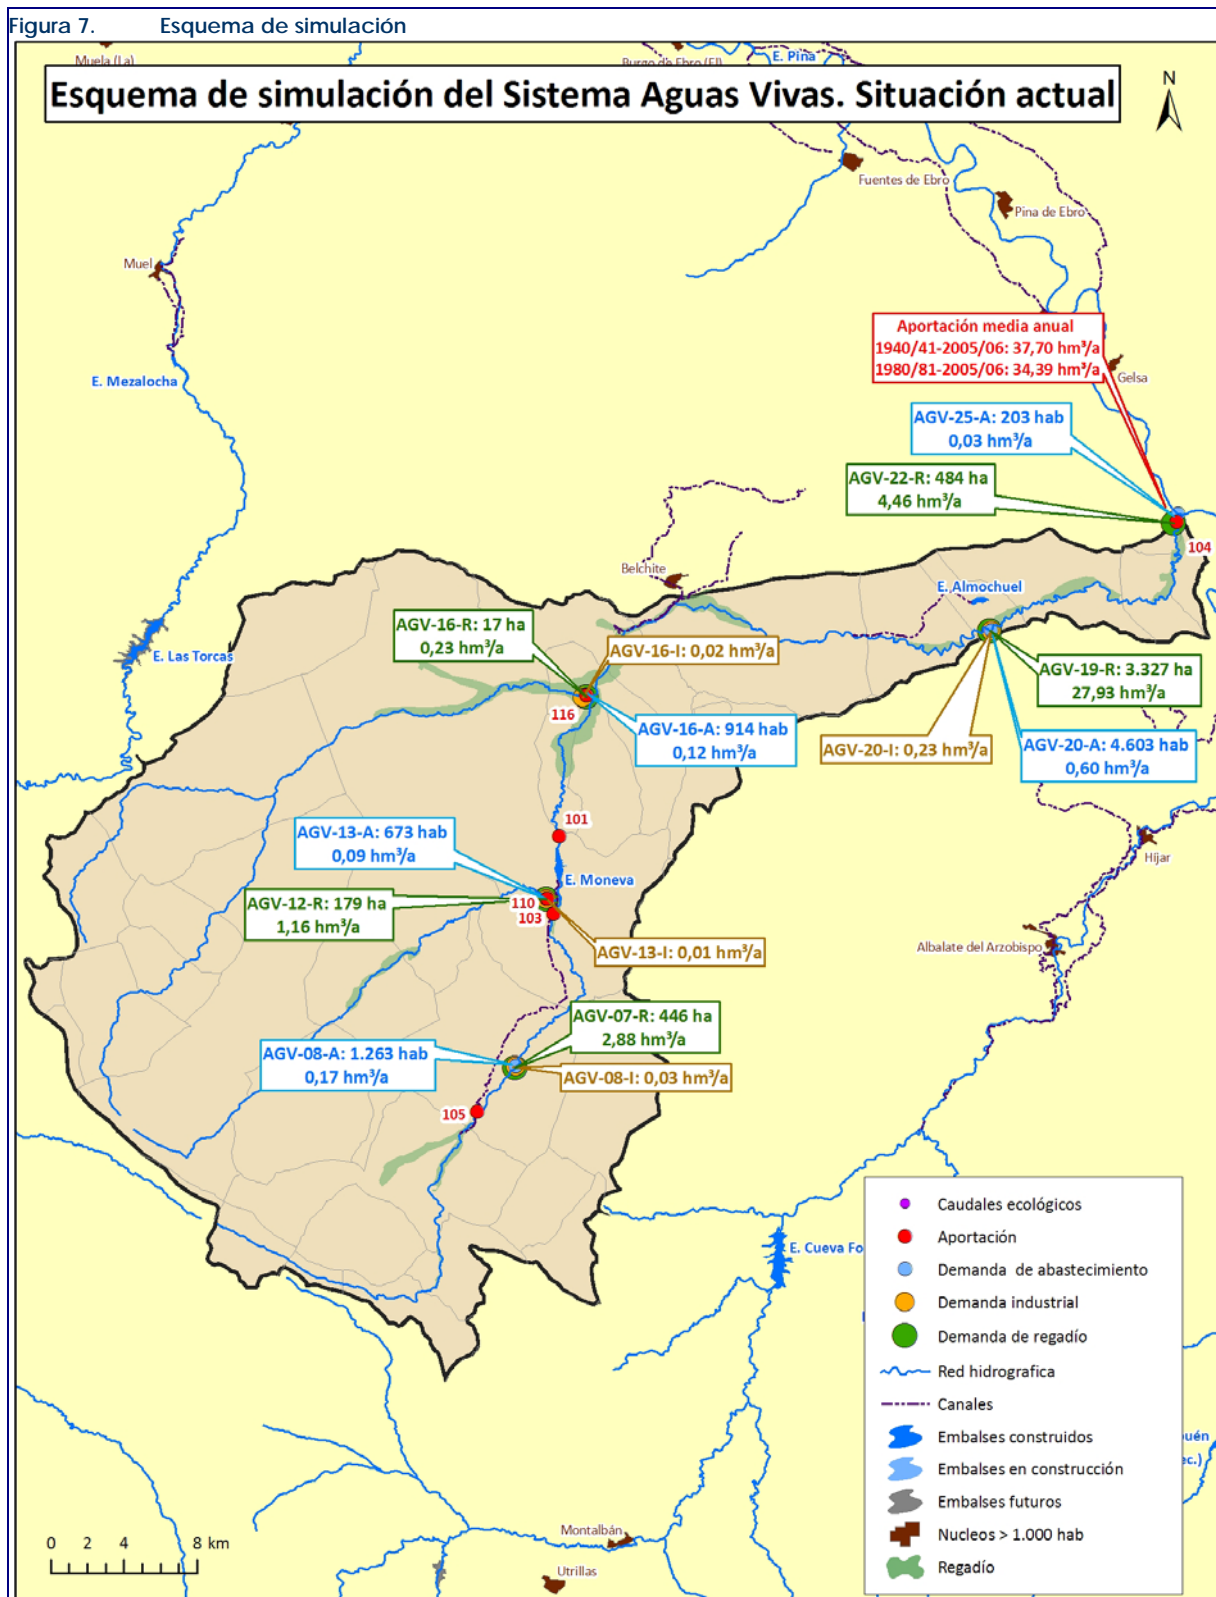 Figura 7. Esquema de simulación
Muela (La)
Burgo de Ebro (El)
E. Pina
Esquema de simulación del Sistema Aguas Vivas. Situación actual
N
Fuentes de Ebro
Pina de Ebro
Muel
Aportación media anual
1940/41-2005/06: 37,70 hm³/a
1980/81-2005/06: 34,39 hm³/a
Gelsa
E. Mezalocha
AGV-25-A: 203 hab
0,03 hm³/a
AGV-22-R: 484 ha
4,46 hm³/a
104
Belchite
E. Almochuel
AGV-16-R: 17 ha
0,23 hm³/a
AGV-16-I: 0,02 hm³/a
E. Las Torcas
AGV-19-R: 3.327 ha
27,93 hm³/a
116
AGV-16-A: 914 hab
0,12 hm³/a
AGV-20-I: 0,23 hm³/a
AGV-20-A: 4.603 hab
0,60 hm³/a
101
AGV-13-A: 673 hab
0,09 hm³/a
Híjar
E. Moneva
AGV-12-R: 179 ha
1,16 hm³/a
110
103
Albalate del Arzobispo
AGV-13-I: 0,01 hm³/a
AGV-07-R: 446 ha
2,88 hm³/a
AGV-08-A: 1.263 hab
0,17 hm³/a
AGV-08-I: 0,03 hm³/a
105
E. Cueva Fo
Caudales ecológicos
Aportación
Demanda de abastecimiento
Demanda industrial
Demanda de regadío
Red hidrografica
Canales
Embalses construidos
Embalses en construcción
Embalses futuros
Nucleos > 1.000 hab
Regadío
uén
ec.)
0 2 4 8 km
Montalbán
Utrillas